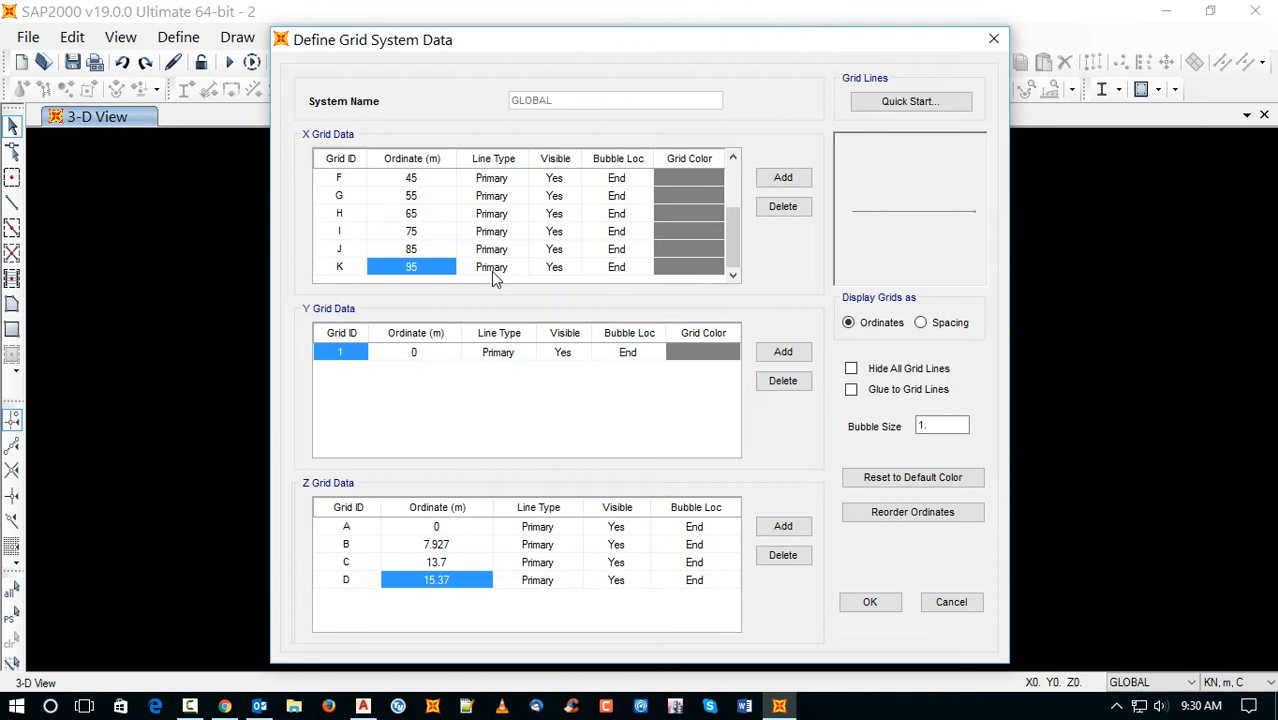 SAP2000 v19.0.0 Ultimate 64-bit - 2
File Edit View Define Draw
3-D View
Define Grid System Data
System Name GLOBAL
Grid Lines
Quick Start...
X Grid Data
Grid ID Ordinate (m) Line Type Visible Bubble Loc Grid Color
F 45 Primary Yes End
G 55 Primary Yes End
H 65 Primary Yes End
I 75 Primary Yes End
J 85 Primary Yes End
K 95 Primary Yes End
Add
Delete
Y Grid Data
Grid ID Ordinate (m) Line Type Visible Bubble Loc Grid Color
1 0 Primary Yes End
Add
Delete
Z Grid Data
Grid ID Ordinate (m) Line Type Visible Bubble Loc
A 0 Primary Yes End
B 7.927 Primary Yes End
C 13.7 Primary Yes End
D 15.37 Primary Yes End
Add
Delete
Display Grids as
Ordinates Spacing
Hide All Grid Lines
Glue to Grid Lines
Bubble Size 1.
Reset to Default Color
Reorder Ordinates
OK Cancel
all
PS
clr
3-D View X0. Y0. Z0. GLOBAL KN, m, C
9:30 AM